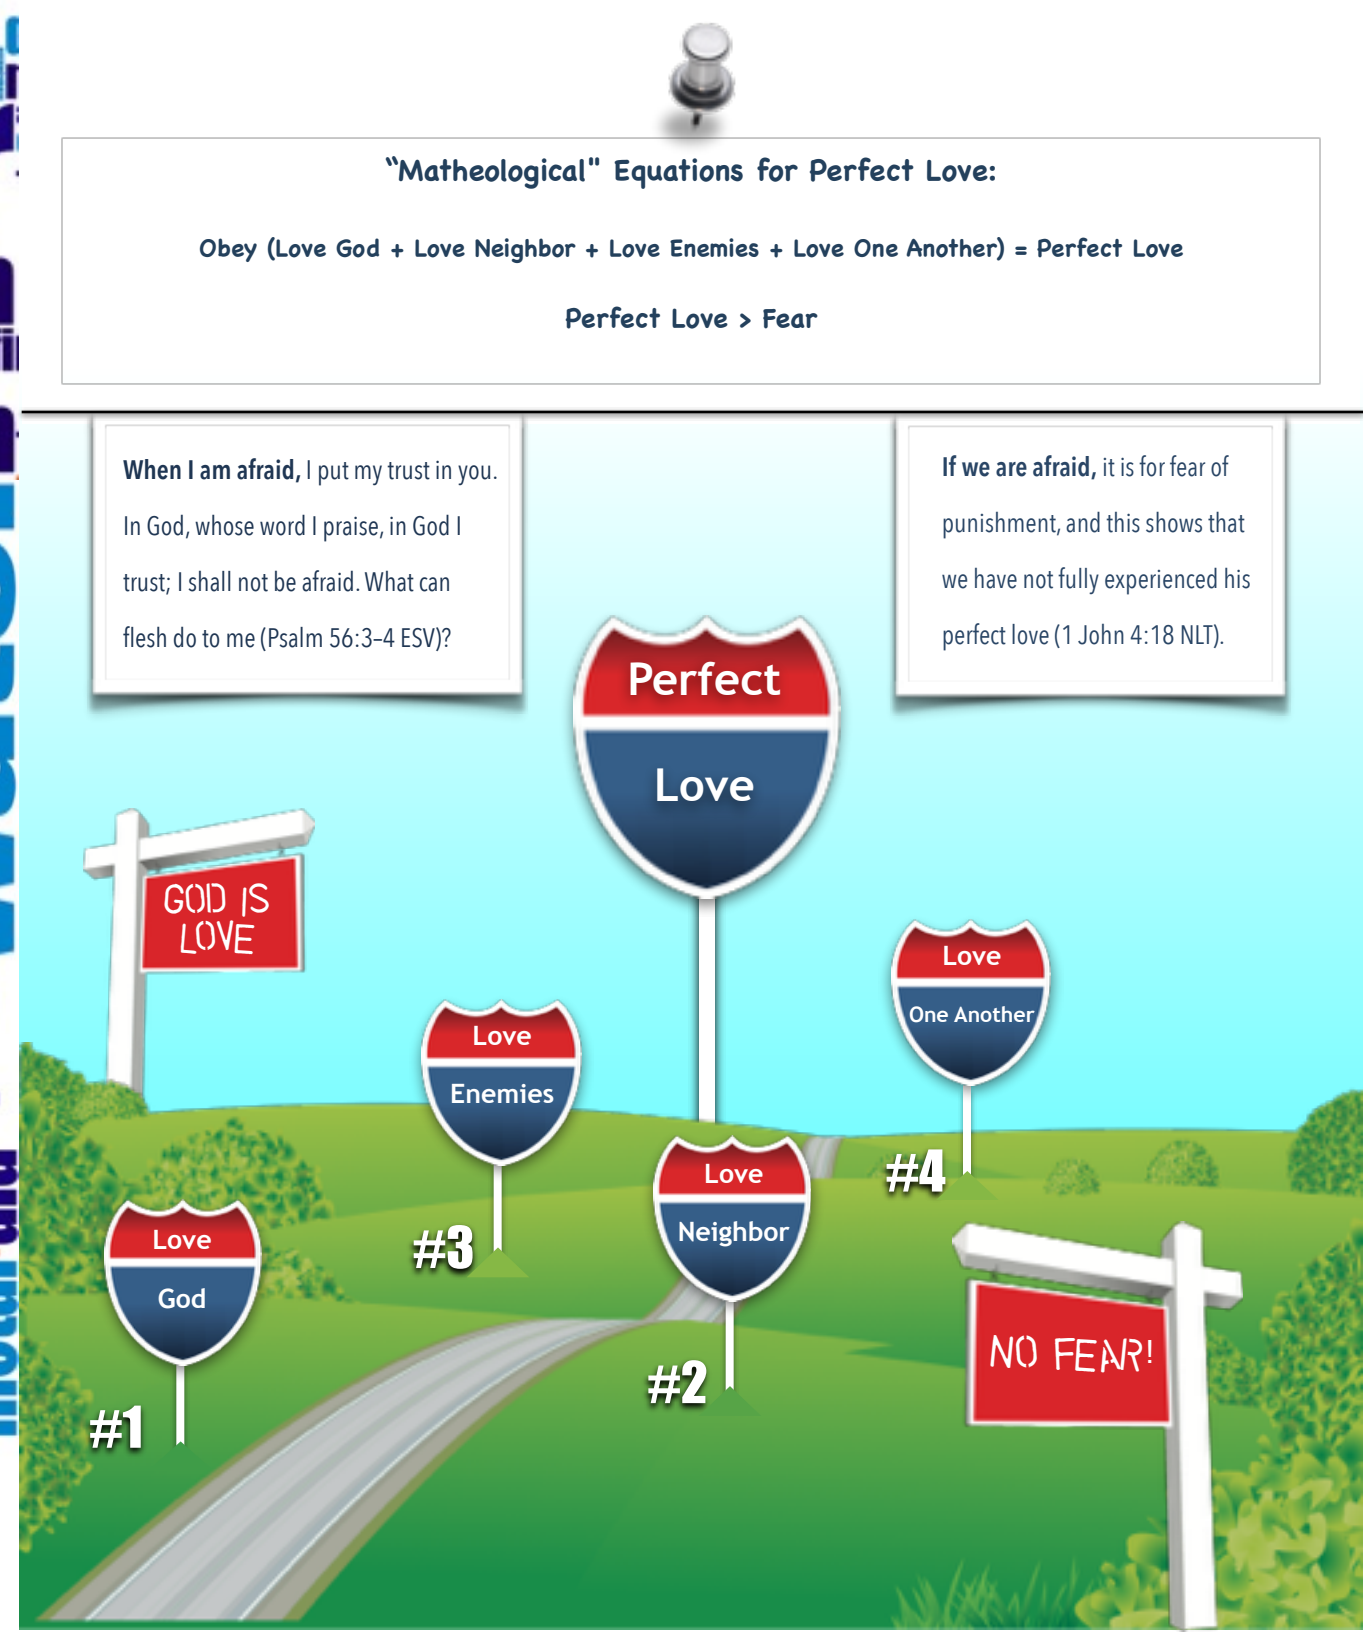 “Matheological" Equations for Perfect Love:
Obey (Love God + Love Neighbor + Love Enemies + Love One Another) = Perfect Love
Perfect Love > Fear
When I am afraid, I put my trust in you.
In God, whose word I praise, in God I
trust; I shall not be afraid. What can
flesh do to me (Psalm 56:3–4 ESV)?
If we are afraid, it is for fear of
punishment, and this shows that
we have not fully experienced his
perfect love (1 John 4:18 NLT).
Perfect
Love
GOD IS
LOVE
Love
One Another
#4
Love
Enemies
#3
Love
Neighbor
#2
Love
God
#1
NO FEAR!